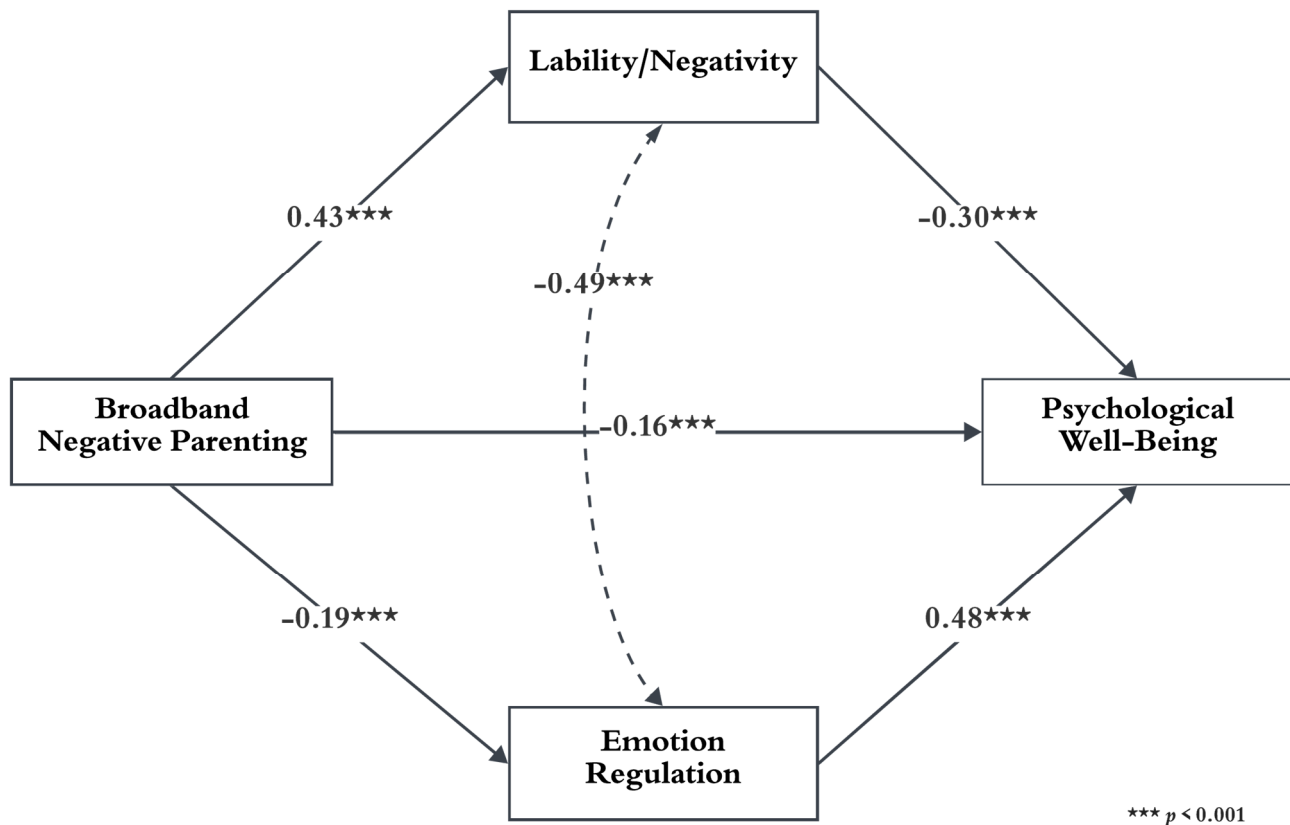 Lability/Negativity
0.43★★★
-0.30★★★
-0.49★★★
Broadband
Negative Parenting
-0.16★★★
Psychological
Well-Being
-0.19★★★
0.48★★★
Emotion
Regulation
★★★ p < 0.001